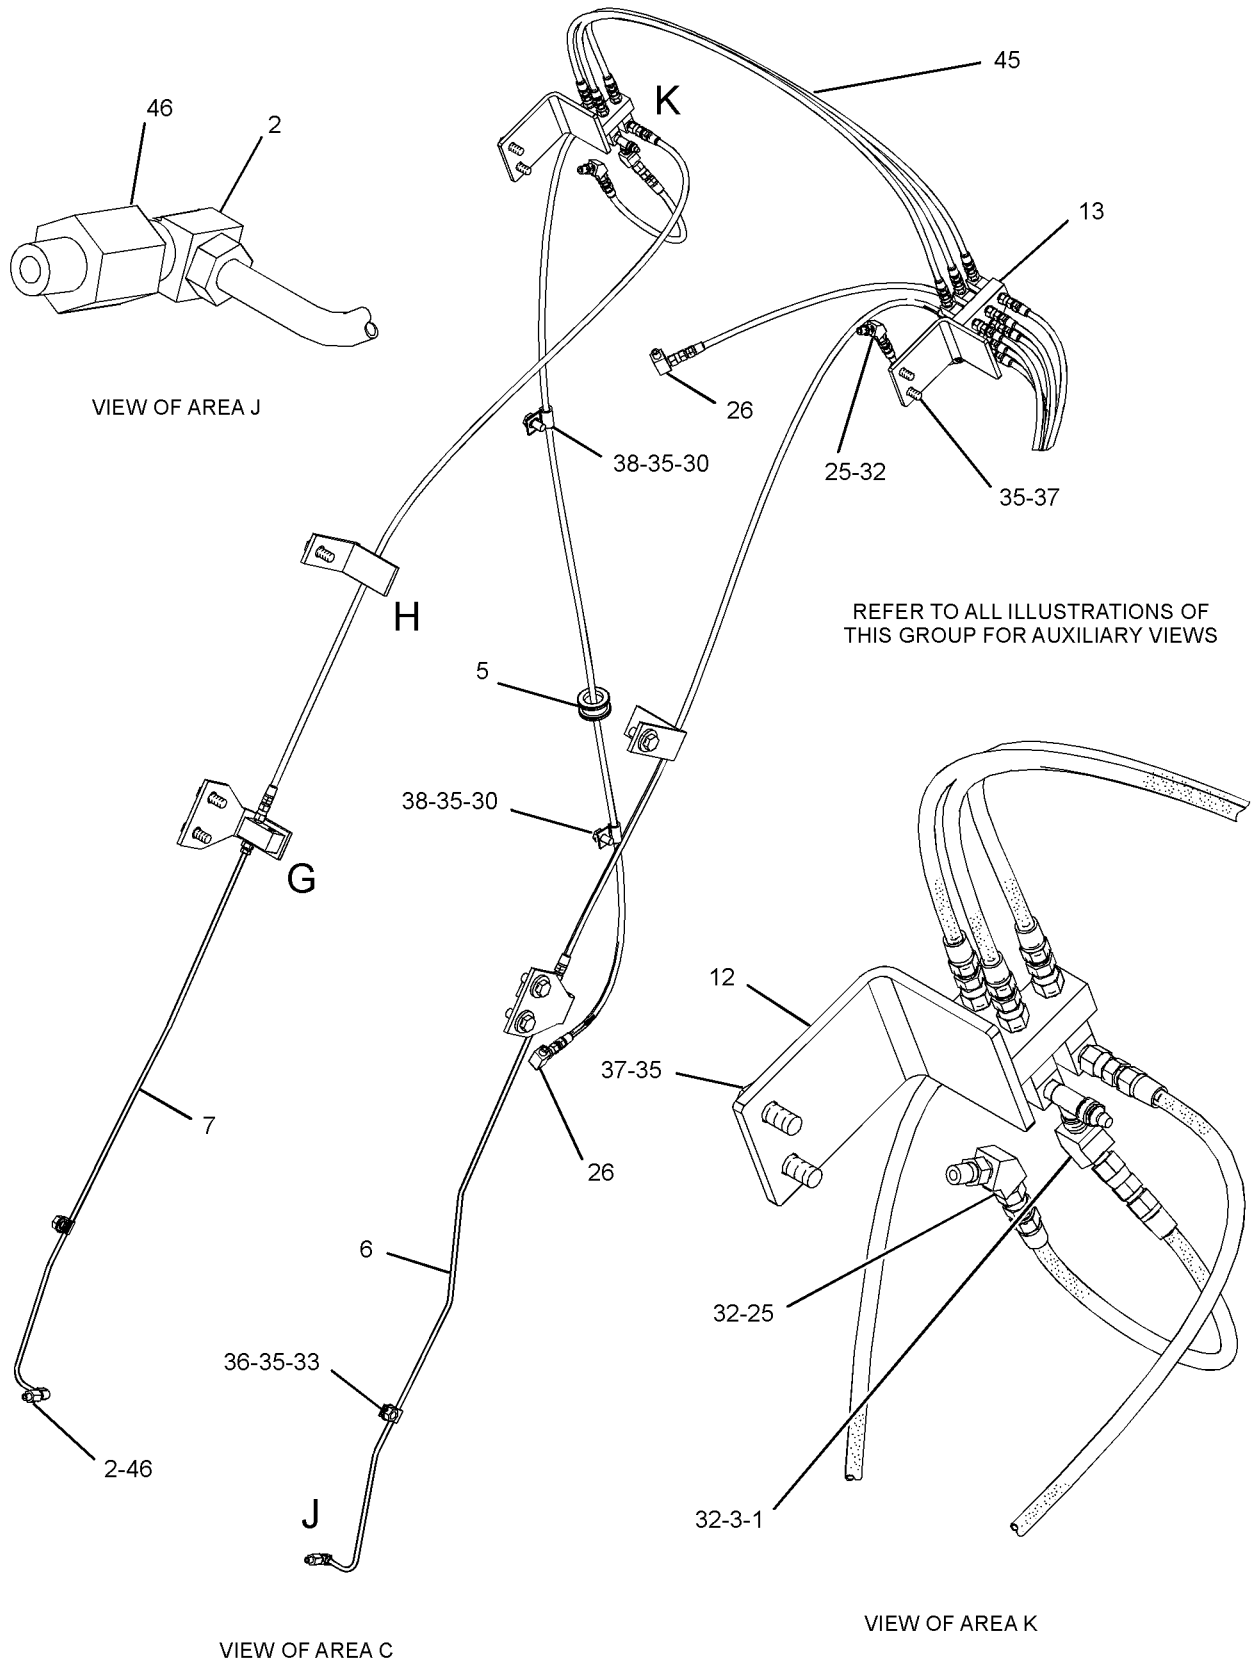 45
K
46
2
13
26
VIEW OF AREA J
38-35-30
25-32
35-37
H
REFER TO ALL ILLUSTRATIONS OF
THIS GROUP FOR AUXILIARY VIEWS
5
38-35-30
G
12
37-35
7
26
6
32-25
36-35-33
2-46
J
32-3-1
VIEW OF AREA K
VIEW OF AREA C